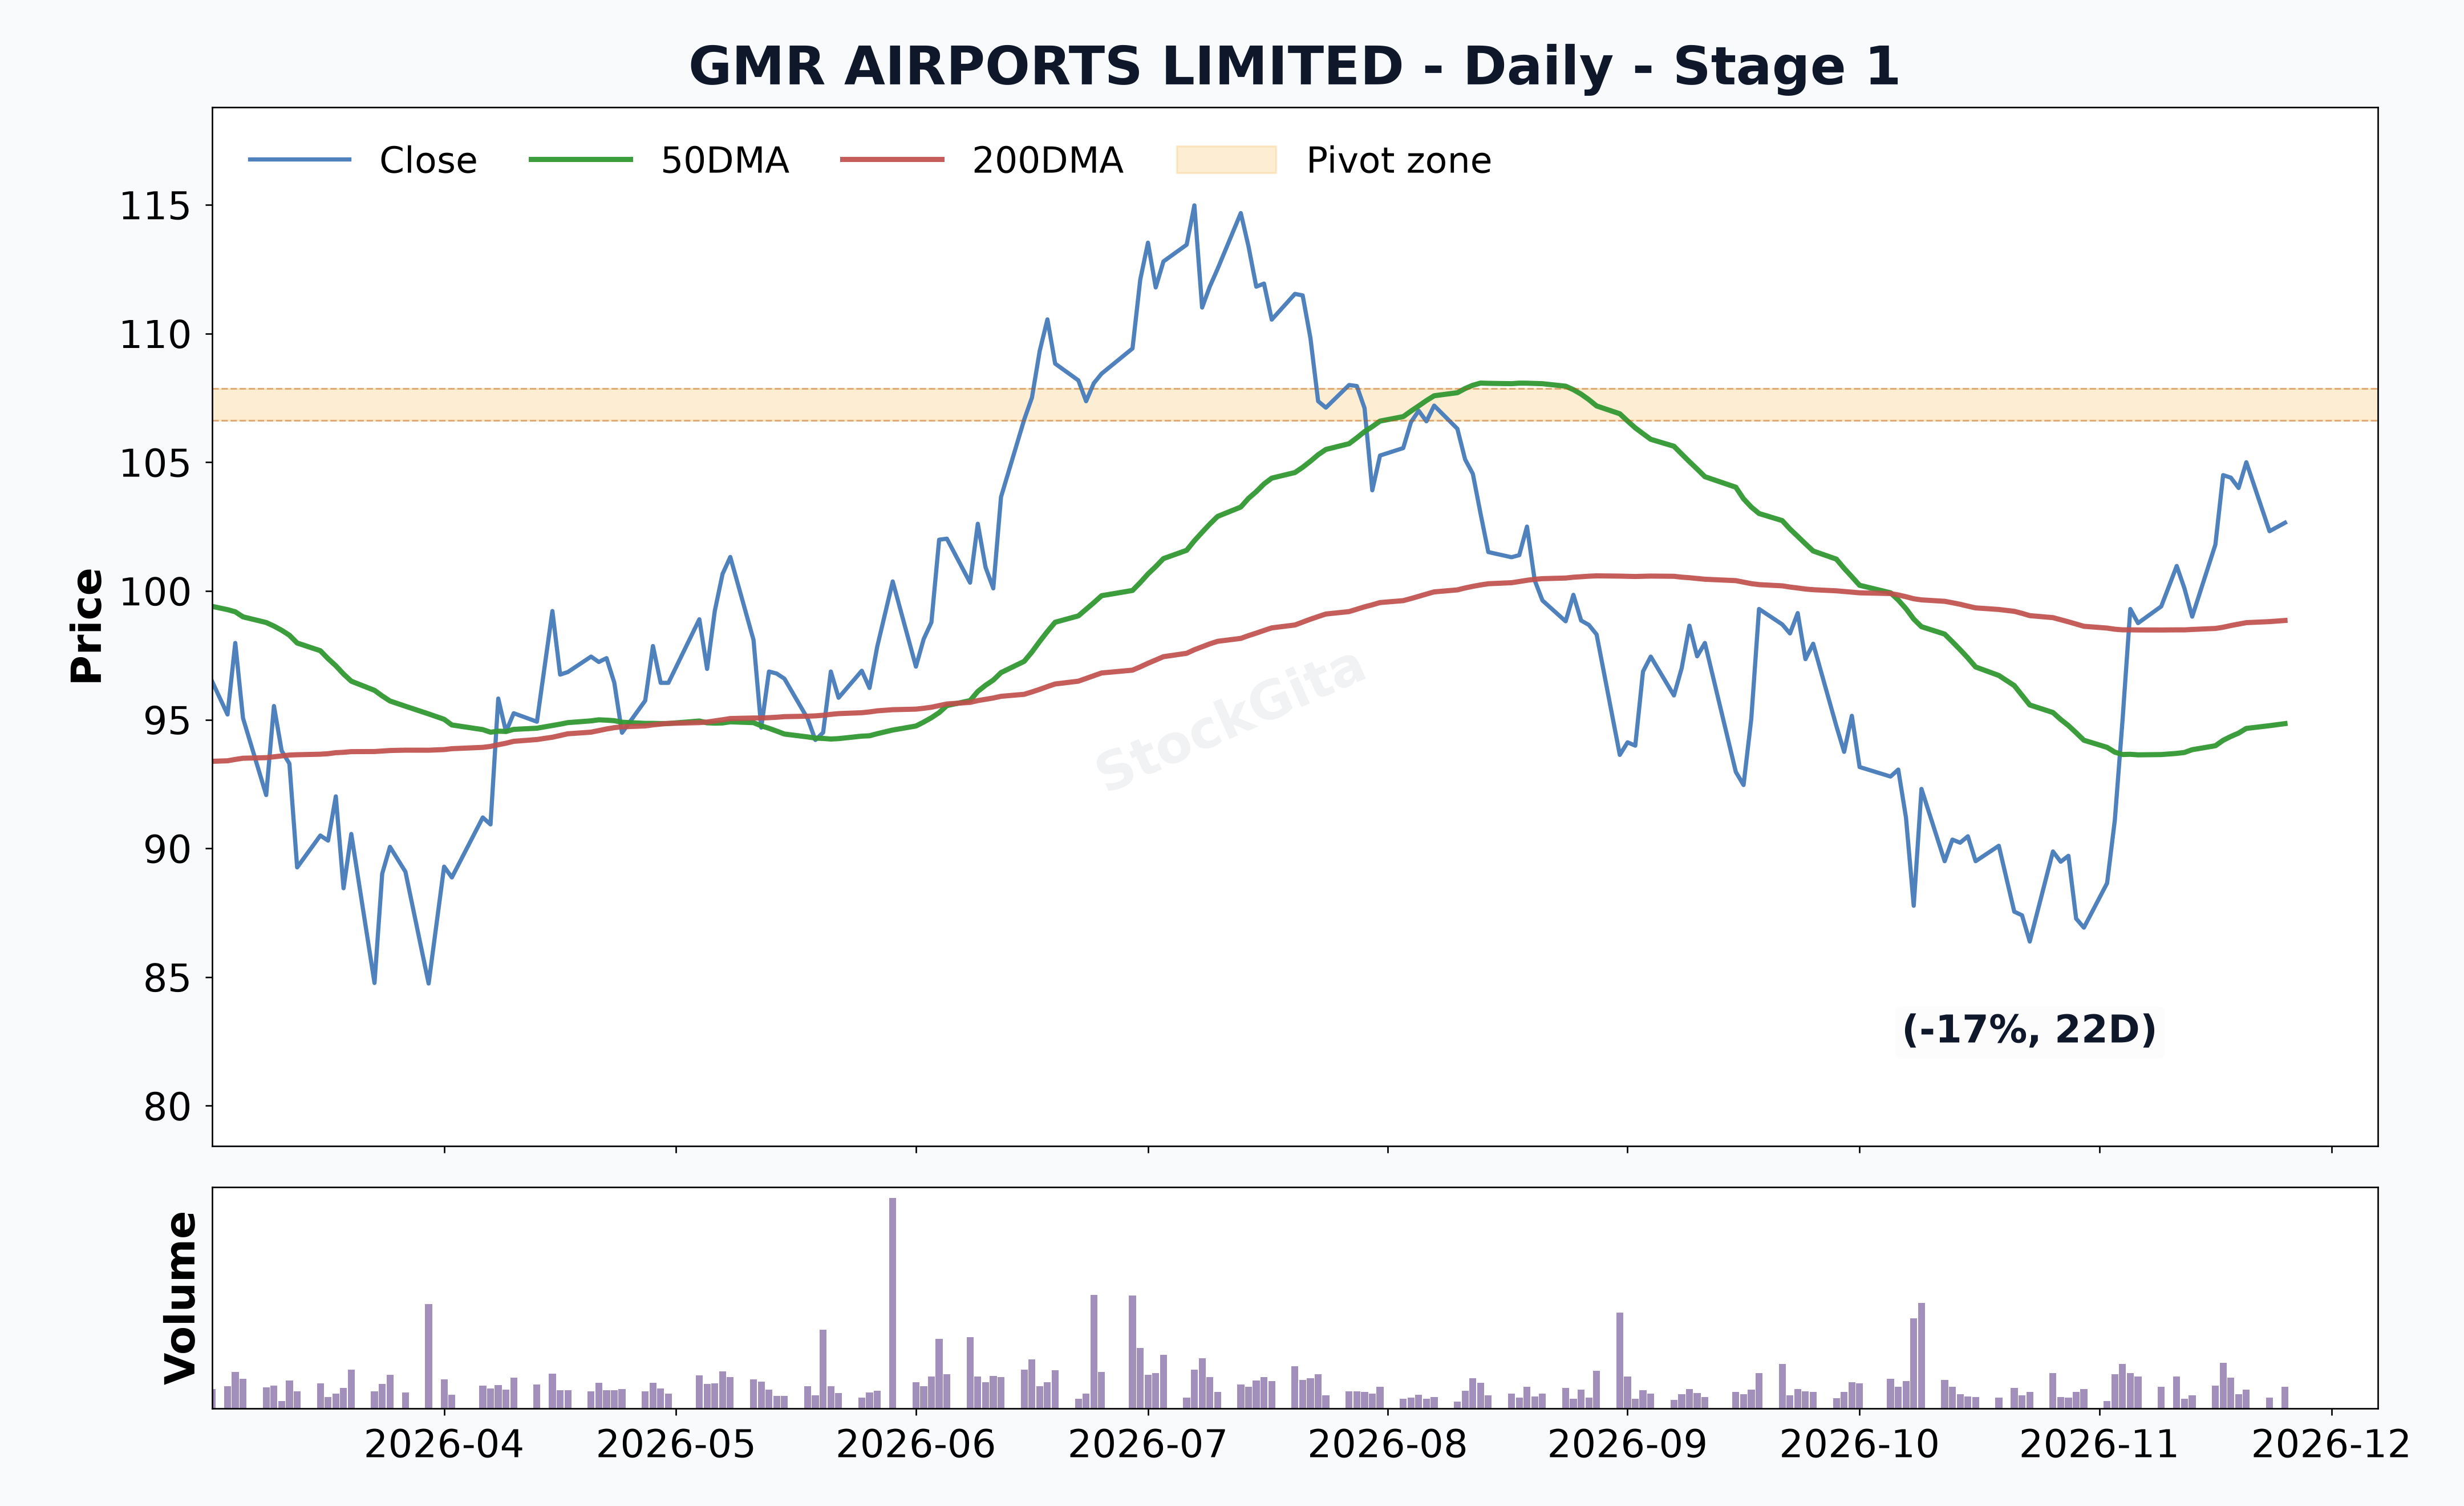 GMR AIRPORTS LIMITED - Daily - Stage 1
Close 50DMA 200DMA Pivot zone
Price
115
110
105
100
95
90
85
80
StockGita
(-17%, 22D)
Volume
2026-04 2026-05 2026-06 2026-07 2026-08 2026-09 2026-10 2026-11 2026-12